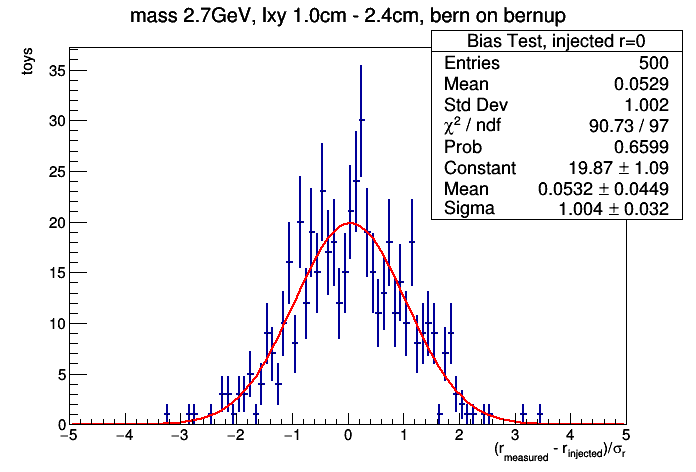 mass 2.7GeV, lxy 1.0cm - 2.4cm, bern on bernup
Bias Test, injected r=0
Entries 500
Mean 0.0529
Std Dev 1.002
χ² / ndf 90.73 / 97
Prob 0.6599
Constant 19.87 ± 1.09
Mean 0.0532 ± 0.0449
Sigma 1.004 ± 0.032
toys
35
30
25
20
15
10
5
0
−5 −4 −3 −2 −1 0 1 2 3 4 5
(r_measured - r_injected)/σ_r